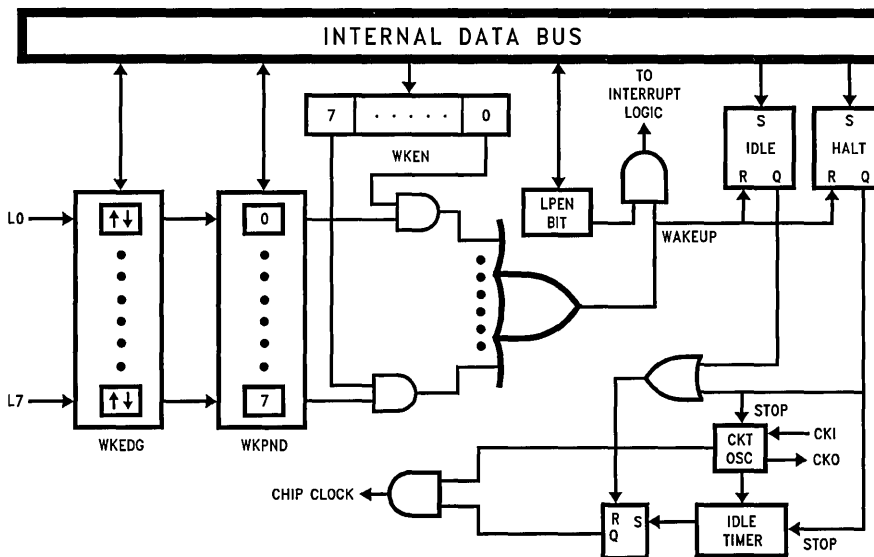 INTERNAL DATA BUS
TO
INTERRUPT
LOGIC
7 . . . . . 0
WKEN
S
IDLE
R Q
S
HALT
R Q
LPEN
BIT
WAKEUP
L0
↑↓
0
L7
↑↓
7
WKEDG
WKPND
STOP
CKT
OSC
CKI
CKO
CHIP CLOCK
R S
Q
IDLE
TIMER
STOP